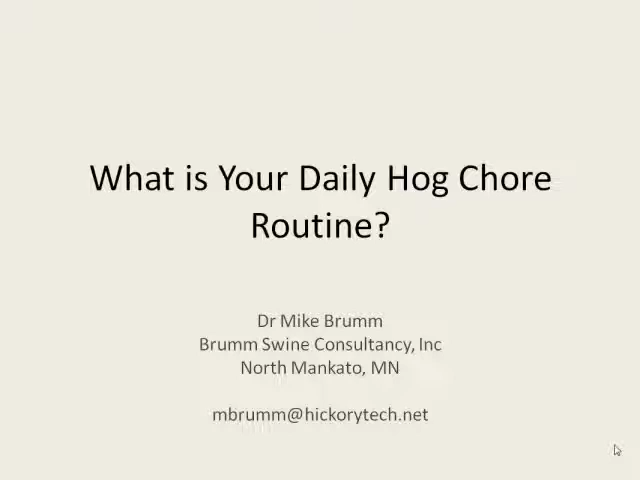 What is Your Daily Hog Chore
Routine?
Dr Mike Brumm
Brumm Swine Consultancy, Inc
North Mankato, MN
mbrumm@hickorytech.net